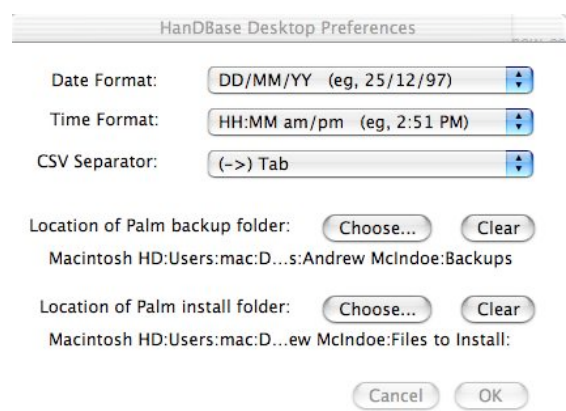 HanDBase Desktop Preferences
Date Format: DD/MM/YY (eg, 25/12/97)
Time Format: HH:MM am/pm (eg, 2:51 PM)
CSV Separator: (->) Tab
Location of Palm backup folder: Choose... Clear
Macintosh HD:Users:mac:D...s:Andrew McIndoe:Backups
Location of Palm install folder: Choose... Clear
Macintosh HD:Users:mac:D...ew McIndoe:Files to Install:
Cancel OK